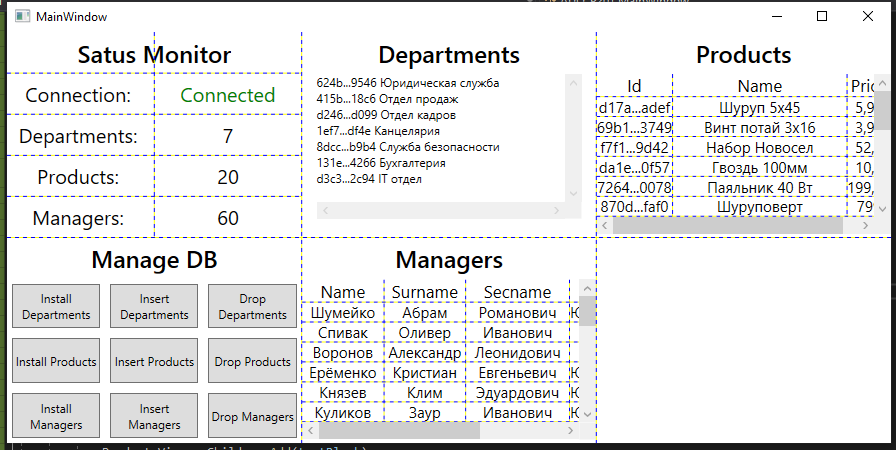 MainWindow
Satus Monitor
Connection: Connected
Departments: 7
Products: 20
Managers: 60
Departments
624b...9546 Юридическая служба
415b...18c6 Отдел продаж
d246...d099 Отдел кадров
1ef7...df4e Канцелярия
8dcc...b9b4 Служба безопасности
131e...4266 Бухгалтерия
d3c3...2c94 IT отдел
Products
Id Name
d17a...adef Шуруп 5х45 5,9
69b1...3749 Винт потай 3х16 3,9
f7f1...9d42 Набор Новосел 52,
da1e...0f57 Гвоздь 100мм 10,
7264...0078 Паяльник 40 Вт 199,
870d...faf0 Шуруповерт 79
Manage DB
Install Departments
Insert Departments
Drop Departments
Install Products
Insert Products
Drop Products
Install Managers
Insert Managers
Drop Managers
Managers
Name Surname Secname
Шумейко Абрам Романович
Спивак Оливер Иванович
Воронов Александр Леонидович
Ерёменко Кристиан Евгеньевич
Князев Клим Эдуардович
Куликов Заур Иванович